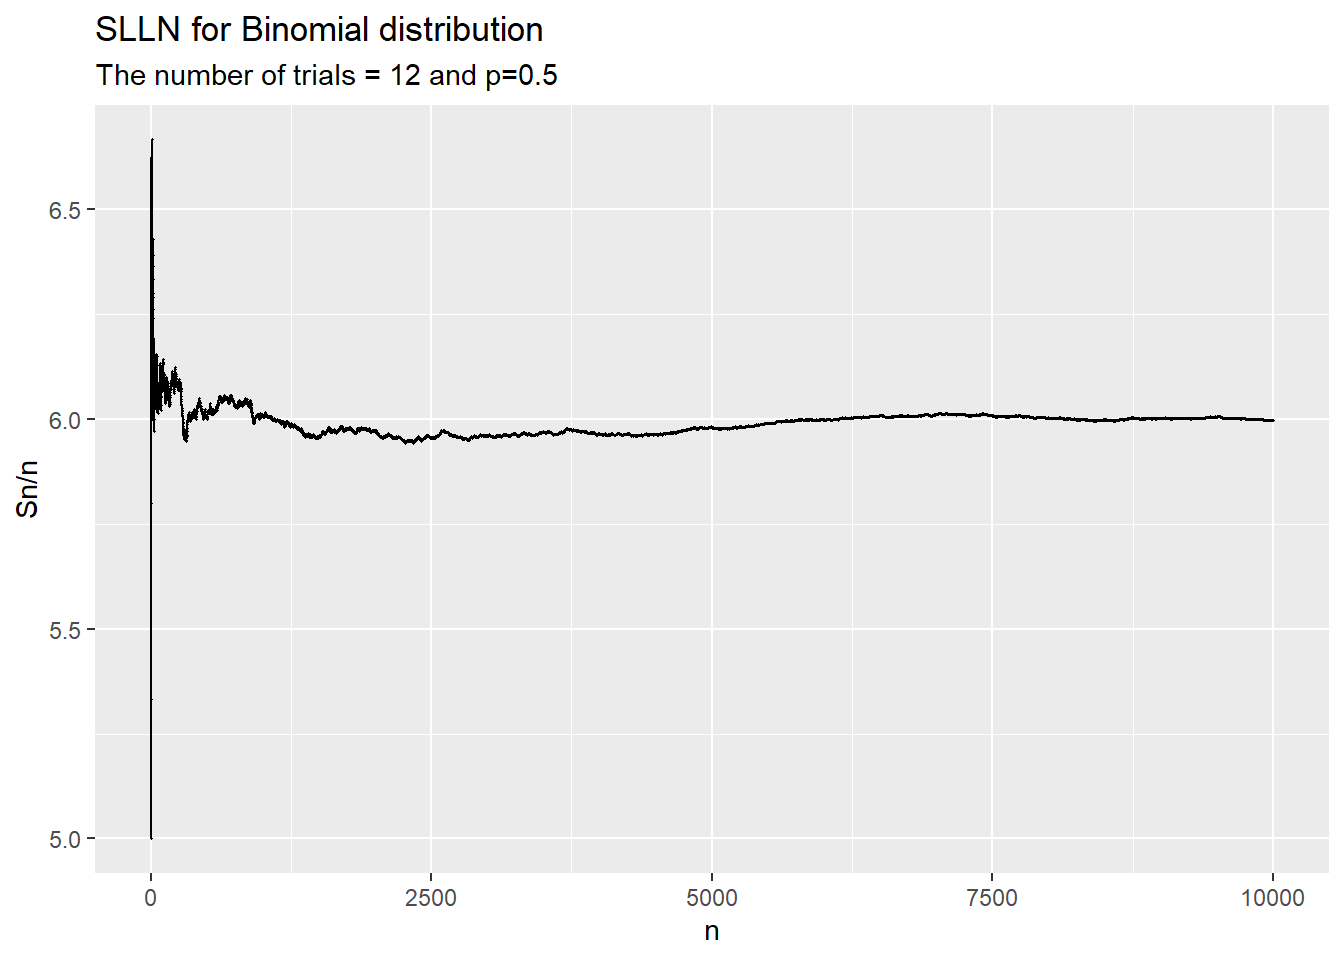 SLLN for Binomial distribution
The number of trials = 12 and p=0.5
6.5
6.0
5.5
5.0
Sn/n
0 2500 5000 7500 10000
n